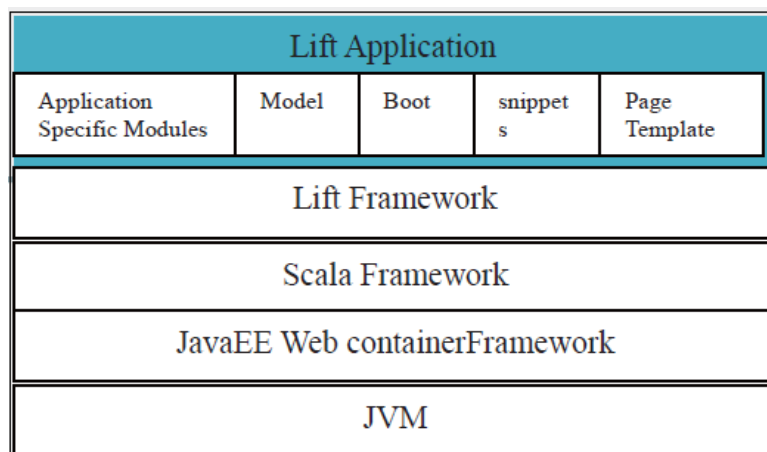 Lift Application
Application
Specific Modules
Model
Boot
snippet
s
Page
Template
Lift Framework
Scala Framework
JavaEE Web containerFramework
JVM